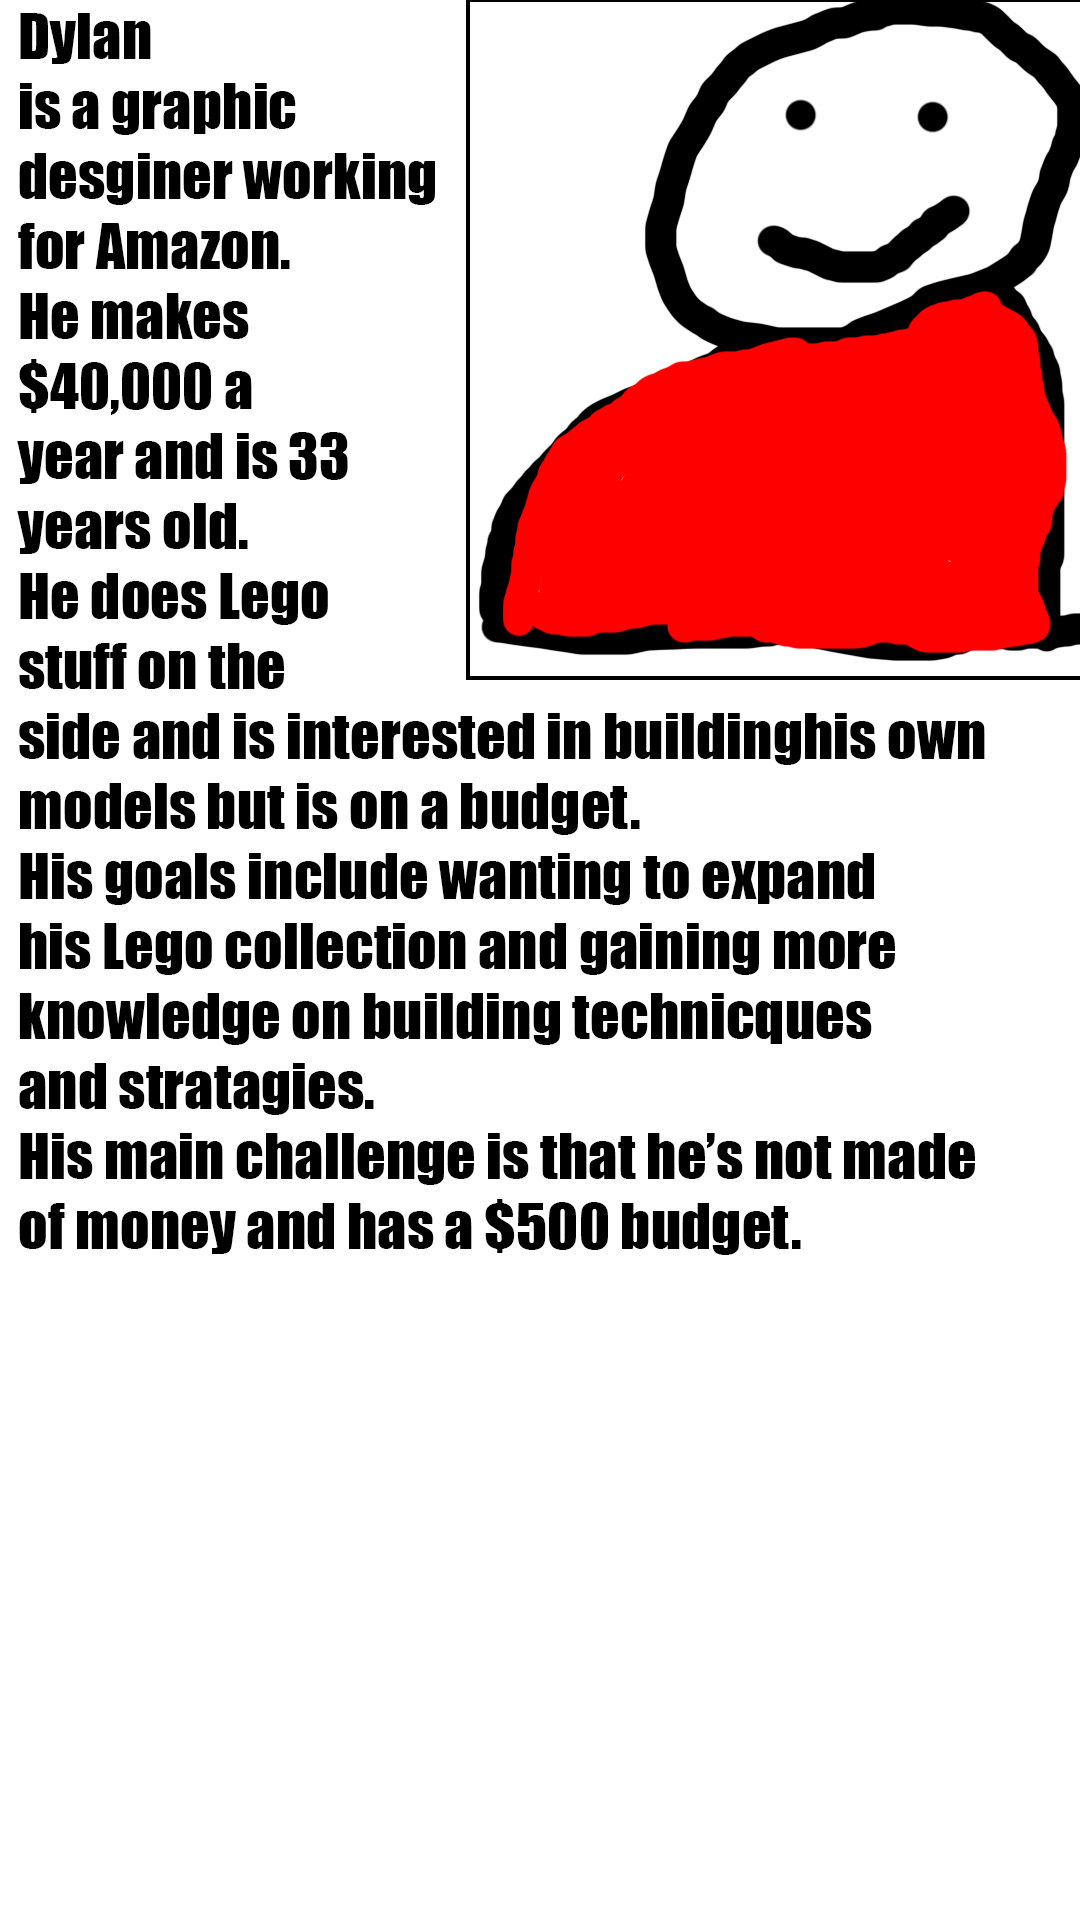 Dylan
is a graphic
desginer working
for Amazon.
He makes
$40,000 a
year and is 33
years old.
He does Lego
stuff on the
side and is interested in buildinghis own
models but is on a budget.
His goals include wanting to expand
his Lego collection and gaining more
knowledge on building technicques
and stratagies.
His main challenge is that he’s not made
of money and has a $500 budget.